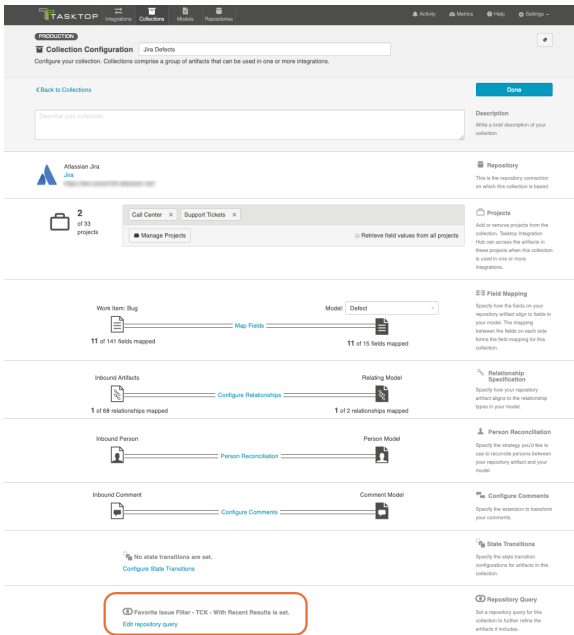 TASKTOP
Integrations
Collections
Models
Repositories
Activity
Metrics
Help
Settings
PRODUCTION
Collection Configuration
Jira Defects
Configure your collection. Collections comprise a group of artifacts that can be used in one or more integrations.
Back to Collections
Done
Describe your collection
Description
Write a brief description of your
collection
Atlassian Jira
Jira
Repository
This is the repository connection
on which this collection is based.
2
of 33
projects
Call Center ×
Support Tickets ×
Manage Projects
Retrieve field values from all projects
Projects
Add or remove projects from the
collection. Tasktop Integration
Hub can access the artifacts in
these projects when this collection
is used in one or more
integrations.
Work Item: Bug
Model: Defect
Map Fields
11 of 141 fields mapped
11 of 15 fields mapped
Field Mapping
Specify how the fields on your
repository artifact align to fields in
your model. The mapping
between the fields on each side
forms the field mapping for this
collection.
Inbound Artifacts
Relating Model
Configure Relationships
1 of 68 relationships mapped
1 of 2 relationships mapped
Relationship
Specification
Specify how your repository
artifact aligns to the relationship
types in your model.
Inbound Person
Person Model
Person Reconciliation
Person Reconciliation
Specify the strategy you'd like to
use to reconcile persons between
your repository artifact and your
model.
Inbound Comment
Comment Model
Configure Comments
Configure Comments
Specify the extension to transform
your comments.
No state transitions are set.
Configure State Transitions
State Transitions
Specify the state transition
configurations for artifacts in this
collection.
Favorite Issue Filter - TCK - With Recent Results is set.
Edit repository query
Repository Query
Set a repository query for this
collection to further refine the
artifacts it includes.